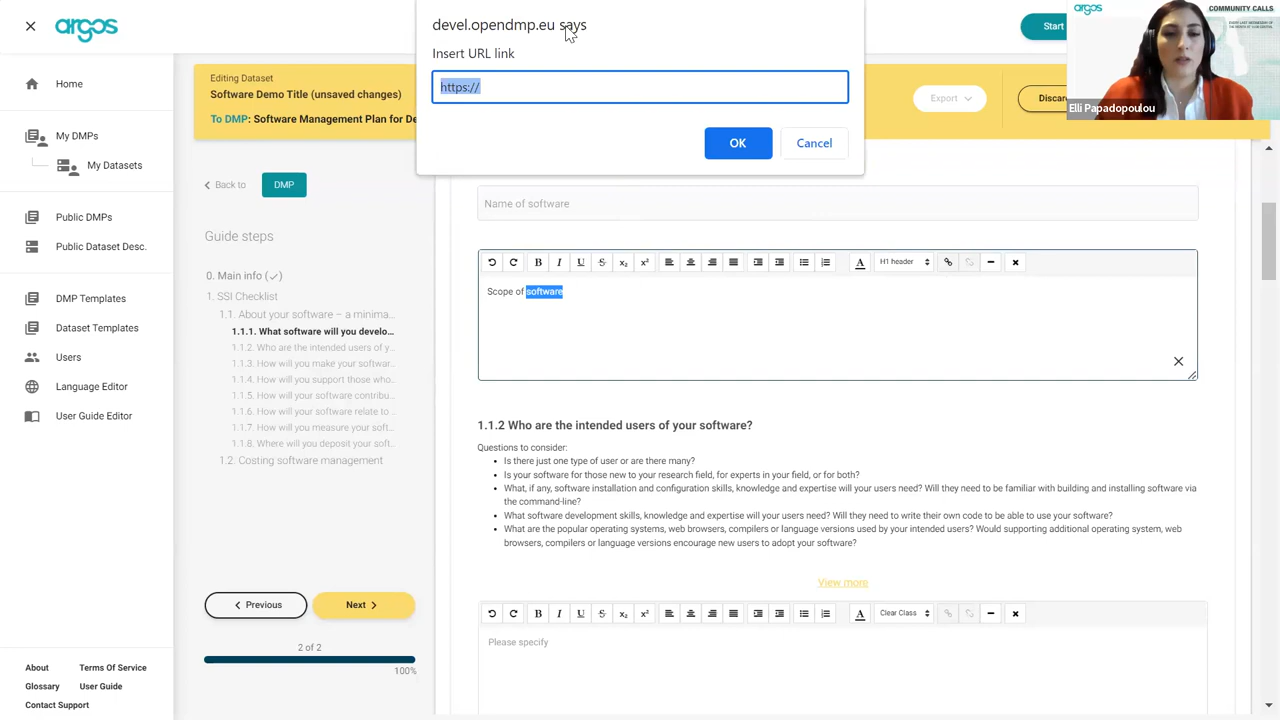 devel.opendmp.eu says
Insert URL link
https://
OK
Cancel
argos
Start
argos
COMMUNITY CALLS
Elli Papadopoulou
Home
My DMPs
My Datasets
Public DMPs
Public Dataset Desc.
DMP Templates
Dataset Templates
Users
Language Editor
User Guide Editor
About
Terms Of Service
Glossary
User Guide
Contact Support
Editing Dataset
Software Demo Title (unsaved changes)
To DMP: Software Management Plan for De
Export
Discar
Back to
DMP
Guide steps
0. Main info (✓)
1. SSI Checklist
1.1. About your software – a minima...
1.1.1. What software will you develo...
1.1.2. Who are the intended users of y...
1.1.3. How will you make your softwar...
1.1.4. How will you support those who...
1.1.5. How will your software contribu...
1.1.6. How will your software relate to ...
1.1.7. How will you measure your soft...
1.1.8. Where will you deposit your soft...
1.2. Costing software management
Previous
Next
2 of 2
100%
Name of software
H1 header
Scope of software
1.1.2 Who are the intended users of your software?
Questions to consider:
Is there just one type of user or are there many?
Is your software for those new to your research field, for experts in your field, or for both?
What, if any, software installation and configuration skills, knowledge and expertise will your users need? Will they need to be familiar with building and installing software via
the command-line?
What software development skills, knowledge and expertise will your users need? Will they need to write their own code to be able to use your software?
What are the popular operating systems, web browsers, compilers or language versions used by your intended users? Would supporting additional operating system, web
browsers, compilers or language versions encourage new users to adopt your software?
View more
Clear Class
Please specify